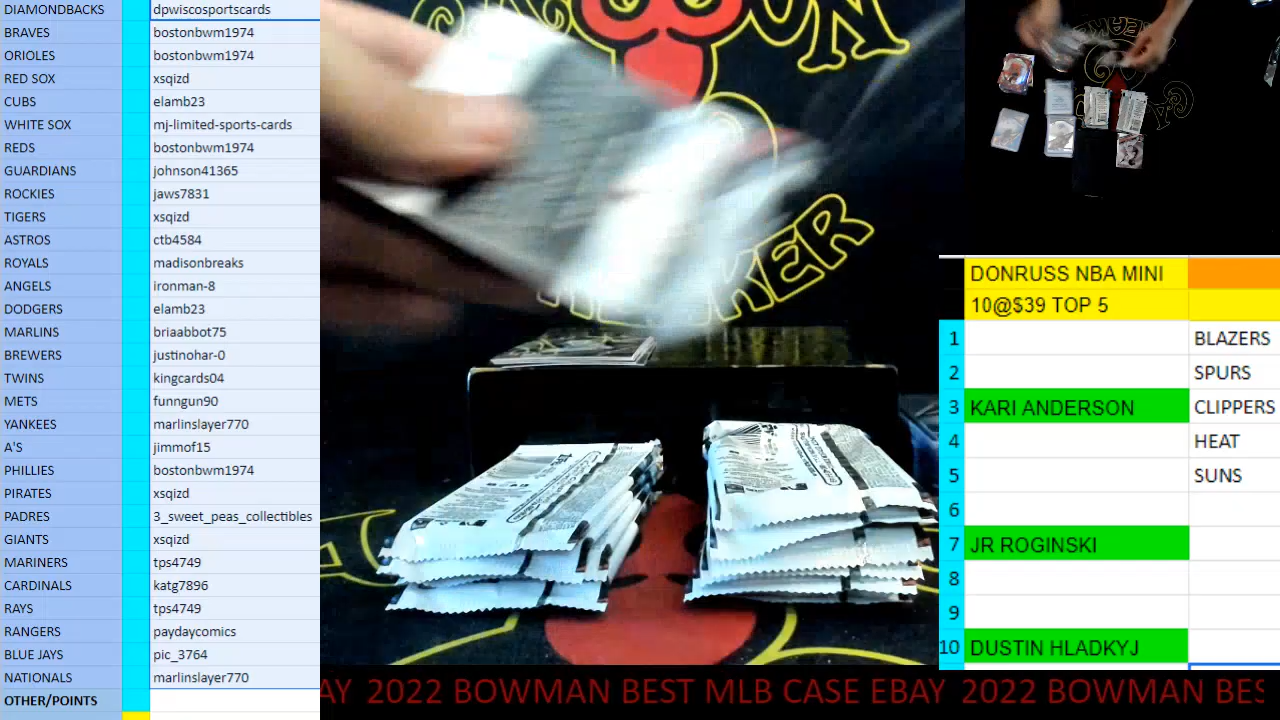 DIAMONDBACKS dpwiscosportscards
BRAVES bostonbwm1974
ORIOLES bostonbwm1974
RED SOX xsqizd
CUBS elamb23
WHITE SOX mj-limited-sports-cards
REDS bostonbwm1974
GUARDIANS johnson41365
ROCKIES jaws7831
TIGERS xsqizd
ASTROS ctb4584
ROYALS madisonbreaks
ANGELS ironman-8
DODGERS elamb23
MARLINS briaabbot75
BREWERS justinohar-0
TWINS kingcards04
METS funngun90
YANKEES marlinslayer770
A'S jimmof15
PHILLIES bostonbwm1974
PIRATES xsqizd
PADRES 3_sweet_peas_collectibles
GIANTS xsqizd
MARINERS tps4749
CARDINALS katg7896
RAYS tps4749
RANGERS paydaycomics
BLUE JAYS pic_3764
NATIONALS marlinslayer770
OTHER/POINTS
DONRUSS NBA MINI
10@$39 TOP 5
1 BLAZERS
2 SPURS
3 KARI ANDERSON CLIPPERS
4 HEAT
5 SUNS
6
7 JR ROGINSKI
8
9
10 DUSTIN HLADKYJ
AY 2022 BOWMAN BEST MLB CASE EBAY 2022 BOWMAN BES